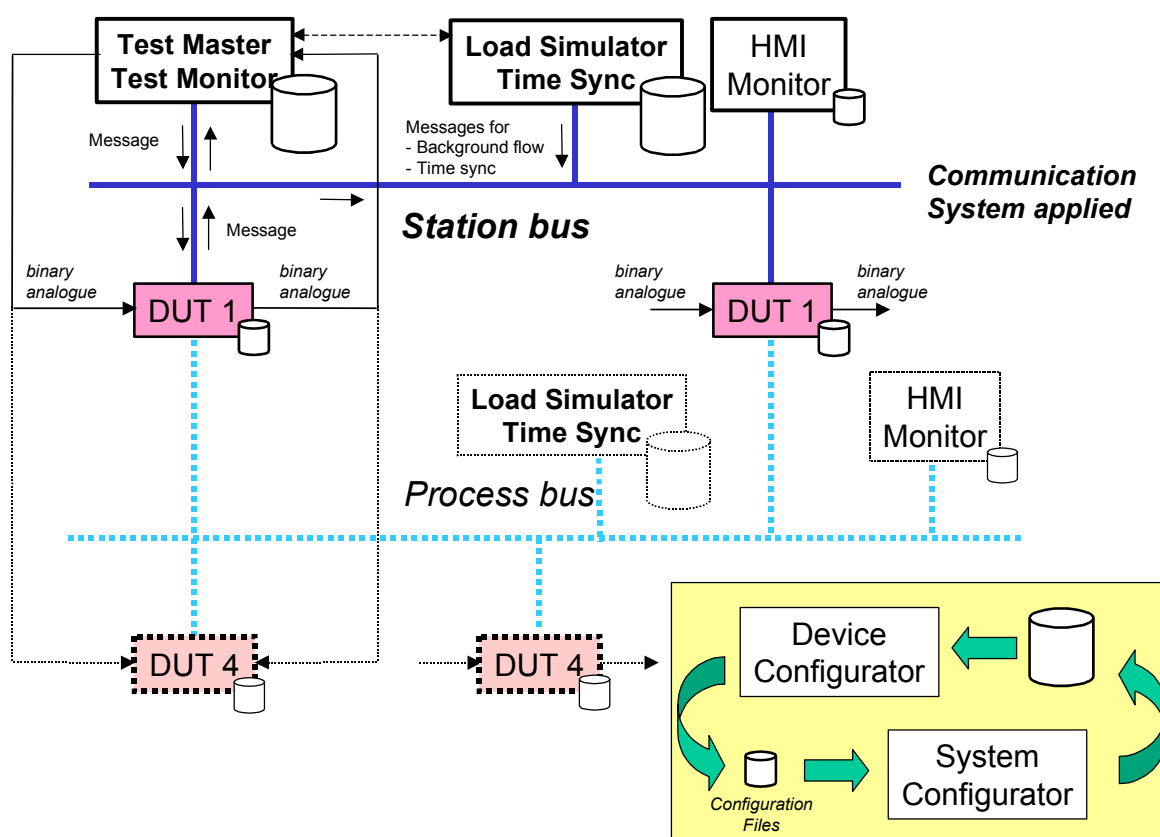 Test Master
Test Monitor
Load Simulator
Time Sync
HMI
Monitor
Message
Messages for
- Background flow
- Time sync
Communication
System applied
Message
Station bus
binary
analogue
DUT 1
binary
analogue
binary
analogue
DUT 1
binary
analogue
Load Simulator
Time Sync
HMI
Monitor
Process bus
DUT 4
DUT 4
Device
Configurator
System
Configurator
Configuration
Files